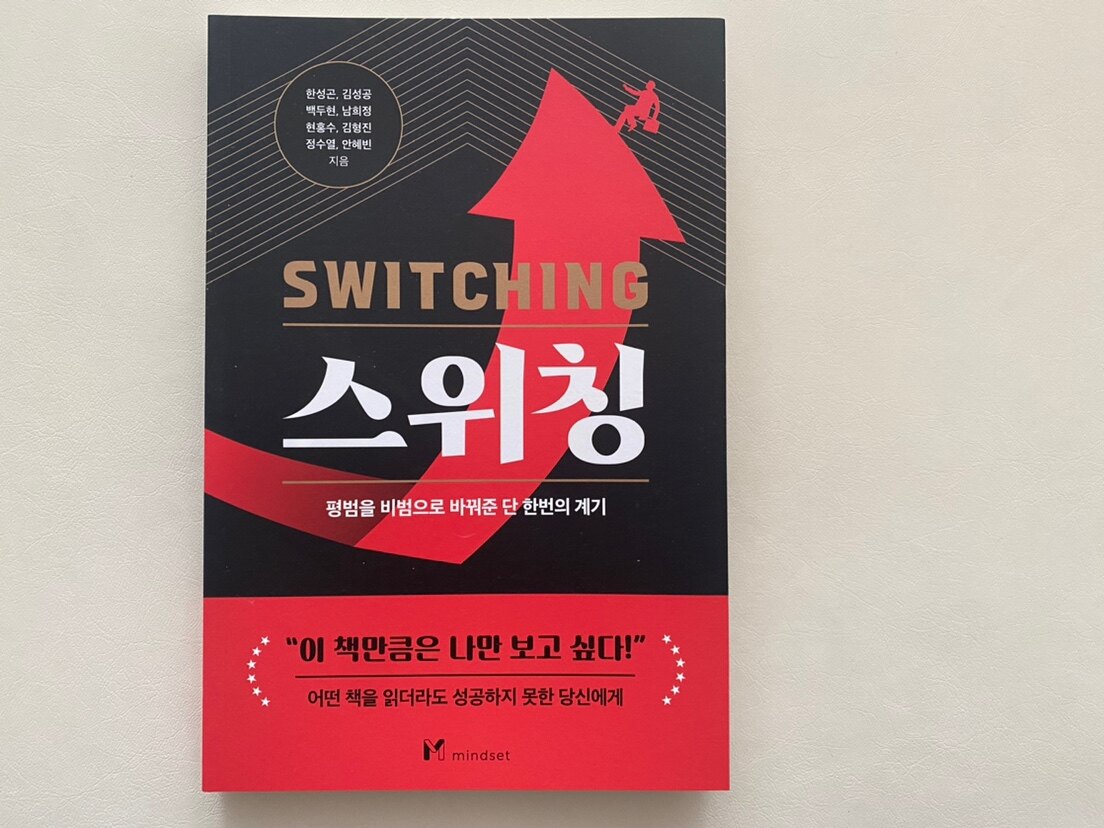 한성곤, 김성공
백두현, 남희정
현홍수, 김형진
정수열, 안혜빈
지음
SWITCHING
스위칭
평범을 비범으로 바꿔준 단 한번의 계기
“이 책만큼은 나만 보고 싶다!”
어떤 책을 읽더라도 성공하지 못한 당신에게
M mindset